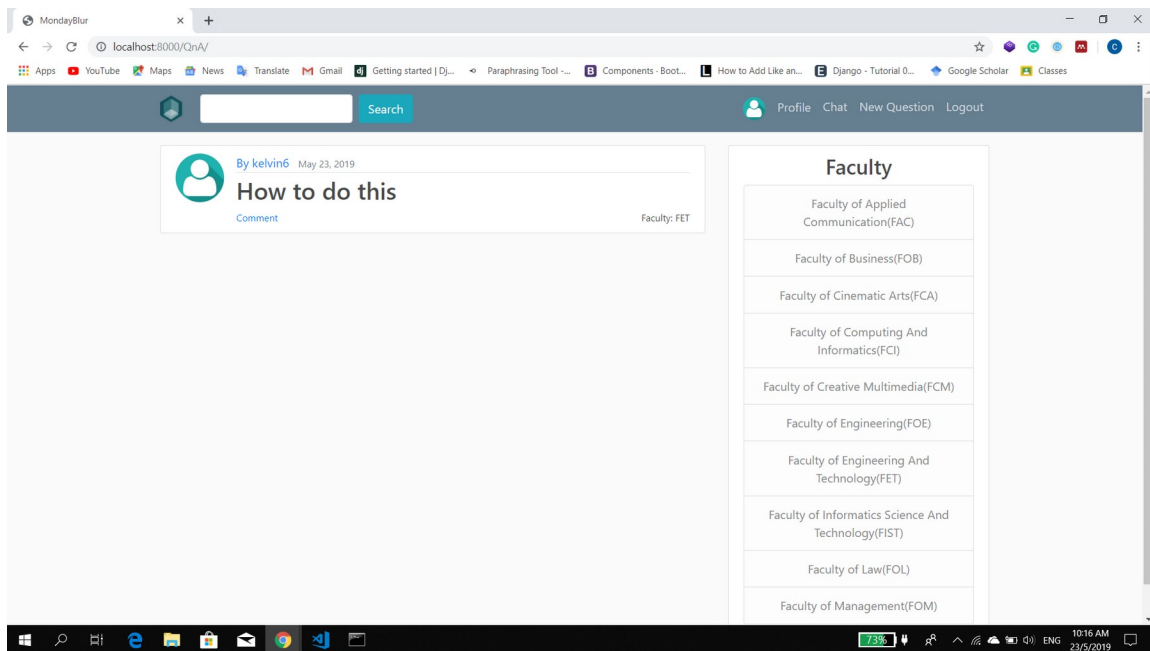 MondayBlur
localhost:8000/QnA/
Apps YouTube Maps News Translate Gmail Getting started | Dj... Paraphrasing Tool -... Components · Boot... How to Add Like an... Django - Tutorial 0... Google Scholar Classes
Search Profile Chat New Question Logout
By kelvin6 May 23, 2019
How to do this
Comment Faculty: FET
Faculty
Faculty of Applied
Communication(FAC)
Faculty of Business(FOB)
Faculty of Cinematic Arts(FCA)
Faculty of Computing And
Informatics(FCI)
Faculty of Creative Multimedia(FCM)
Faculty of Engineering(FOE)
Faculty of Engineering And
Technology(FET)
Faculty of Informatics Science And
Technology(FIST)
Faculty of Law(FOL)
Faculty of Management(FOM)
73% ENG 10:16 AM
23/5/2019